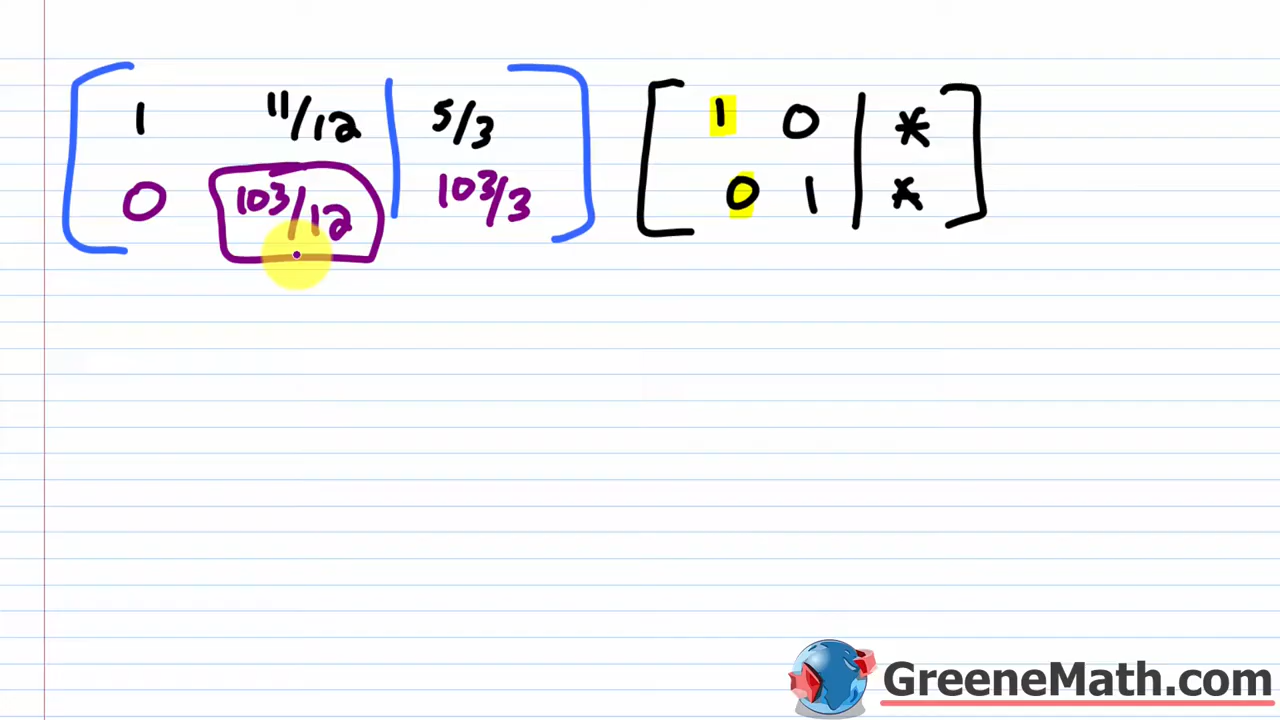 1 11/12 | 5/3 1 0 | *
0 103/12 | 103/3 0 1 | *
GreeneMath.com